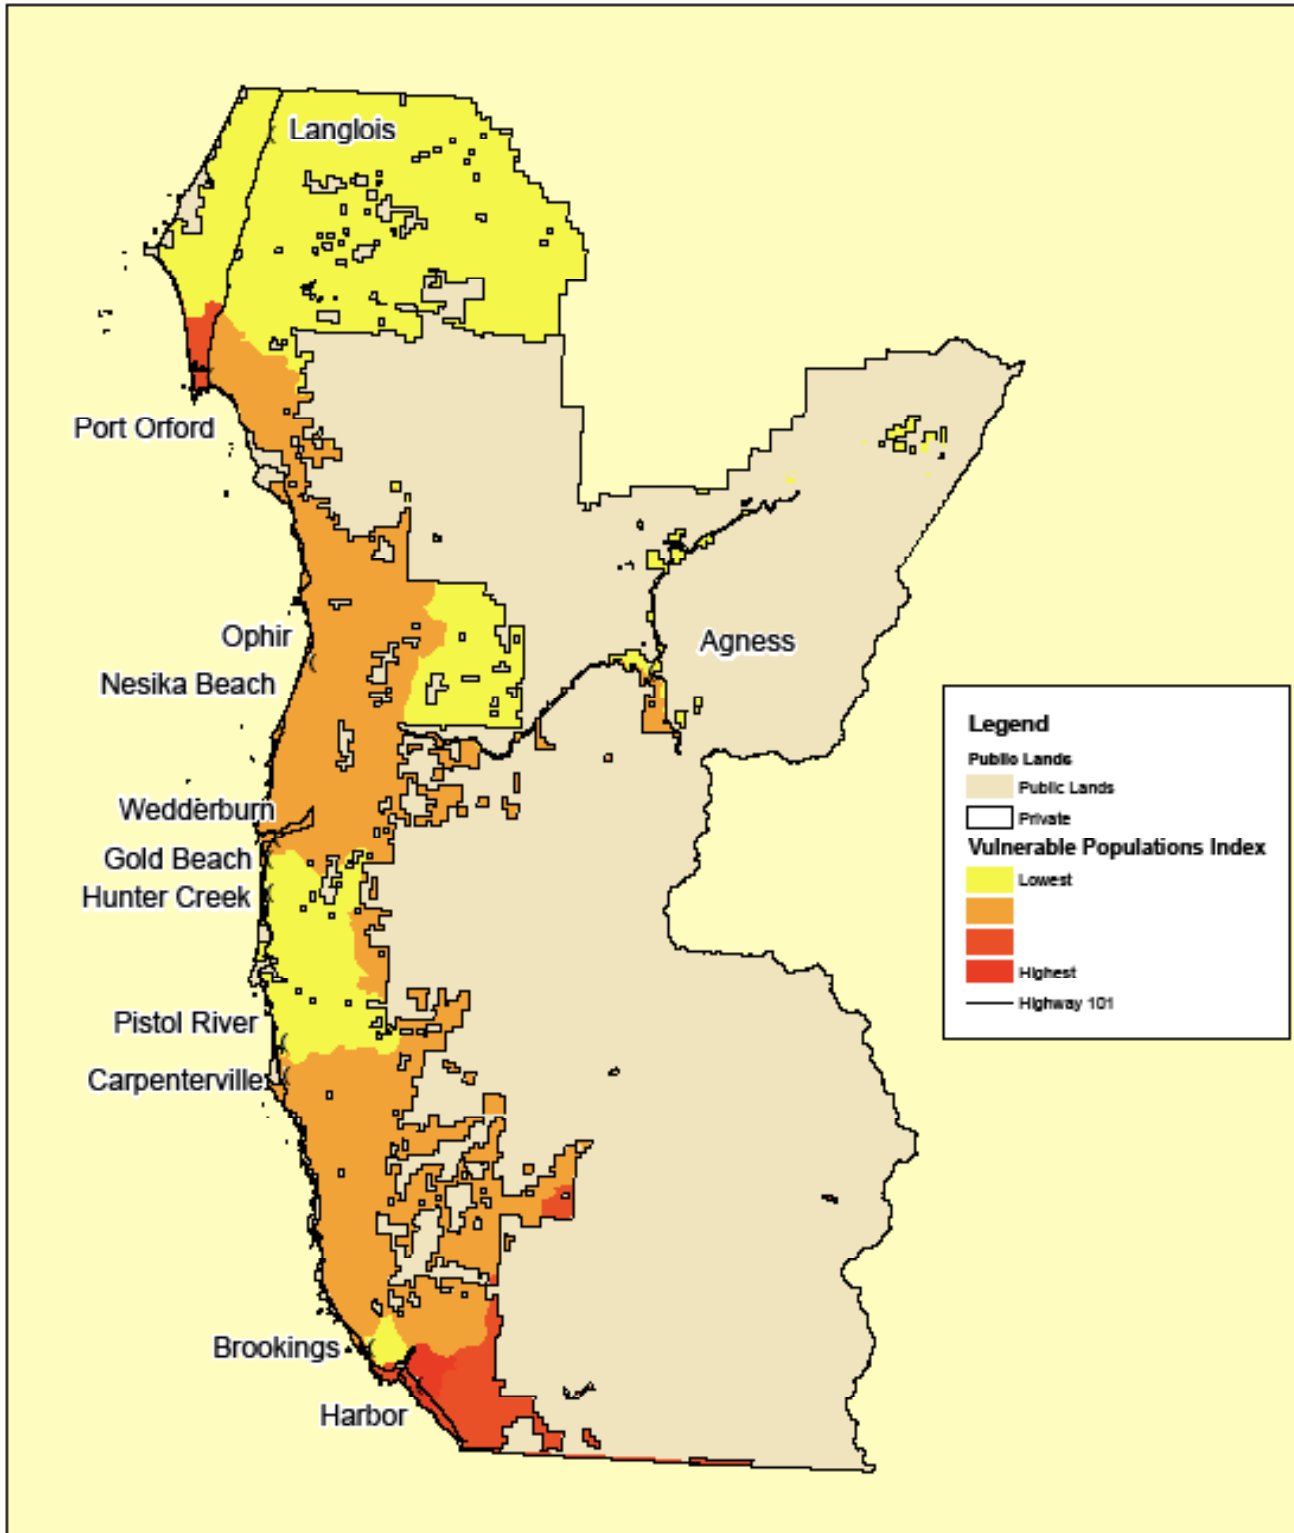 Langlois
Port Orford
Ophir
Agness
Nesika Beach
Legend
Public Lands
Public Lands
Private
Vulnerable Populations Index
Lowest
Highest
Highway 101
Wedderburn
Gold Beach
Hunter Creek
Pistol River
Carpenterville
Brookings
Harbor